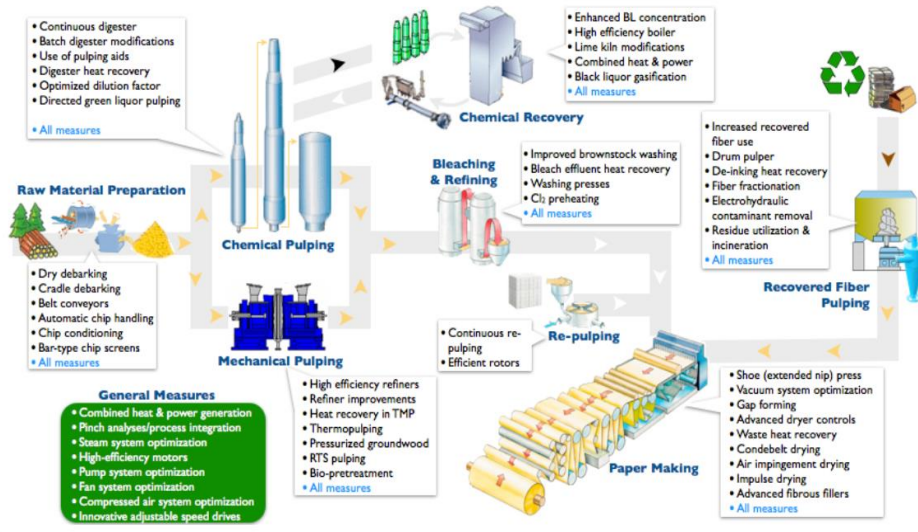 • Continuous digester
• Batch digester modifications
• Use of pulping aids
• Digester heat recovery
• Optimized dilution factor
• Directed green liquor pulping
• All measures
• Enhanced BL concentration
• High efficiency boiler
• Lime kiln modifications
• Combined heat & power
• Black liquor gasification
• All measures
Chemical Recovery
• Increased recovered
fiber use
• Drum pulper
• De-inking heat recovery
• Fiber fractionation
• Electrohydraulic
contaminant removal
• Residue utilization &
incineration
• All measures
Recovered Fiber
Pulping
Bleaching
& Refining
• Improved brownstock washing
• Bleach effluent heat recovery
• Washing presses
• Cl2 preheating
• All measures
Raw Material Preparation
Chemical Pulping
• Dry debarking
• Cradle debarking
• Belt conveyors
• Automatic chip handling
• Chip conditioning
• Bar-type chip screens
• All measures
Mechanical Pulping
• High efficiency refiners
• Refiner improvements
• Heat recovery in TMP
• Thermopulping
• Pressurized groundwood
• RTS pulping
• Bio-pretreatment
• All measures
Re-pulping
• Continuous re-
pulping
• Efficient rotors
General Measures
• Combined heat & power generation
• Pinch analyses/process integration
• Steam system optimization
• High-efficiency motors
• Pump system optimization
• Fan system optimization
• Compressed air system optimization
• Innovative adjustable speed drives
Paper Making
• Shoe (extended nip) press
• Vacuum system optimization
• Gap forming
• Advanced dryer controls
• Waste heat recovery
• Condebelt drying
• Air impingement drying
• Impulse drying
• Advanced fibrous fillers
• All measures